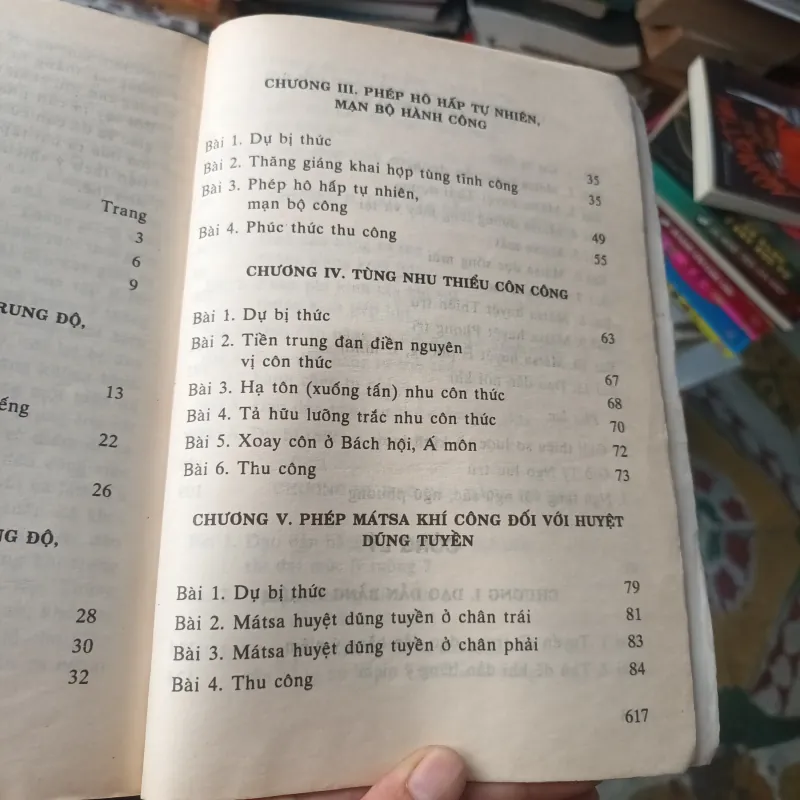 Trang
3
6
9
RUNG ĐỘ,
13
iếng
22
26
NG ĐỘ,
28
30
32
CHƯƠNG III. PHÉP HÔ HẤP TỰ NHIÊN,
MẠN BỘ HÀNH CÔNG
Bài 1. Dự bị thức 35
Bài 2. Thăng giáng khai hợp tùng tĩnh công 35
Bài 3. Phép hô hấp tự nhiên,
mạn bộ công 49
Bài 4. Phúc thức thu công 55
CHƯƠNG IV. TÙNG NHU THIỂU CÔN CÔNG
Bài 1. Dự bị thức 63
Bài 2. Tiền trung đan điền nguyên
vị côn thức 67
Bài 3. Hạ tôn (xuống tấn) nhu côn thức 68
Bài 4. Tả hữu lưỡng trắc nhu côn thức 70
Bài 5. Xoay côn ở Bách hội, Á môn 72
Bài 6. Thu công 73
CHƯƠNG V. PHÉP MÁTSA KHÍ CÔNG ĐỐI VỚI HUYỆT
DŨNG TUYỀN
Bài 1. Dự bị thức 79
Bài 2. Mátsa huyệt dũng tuyền ở chân trái 81
Bài 3. Mátsa huyệt dũng tuyền ở chân phải 83
Bài 4. Thu công 84
617